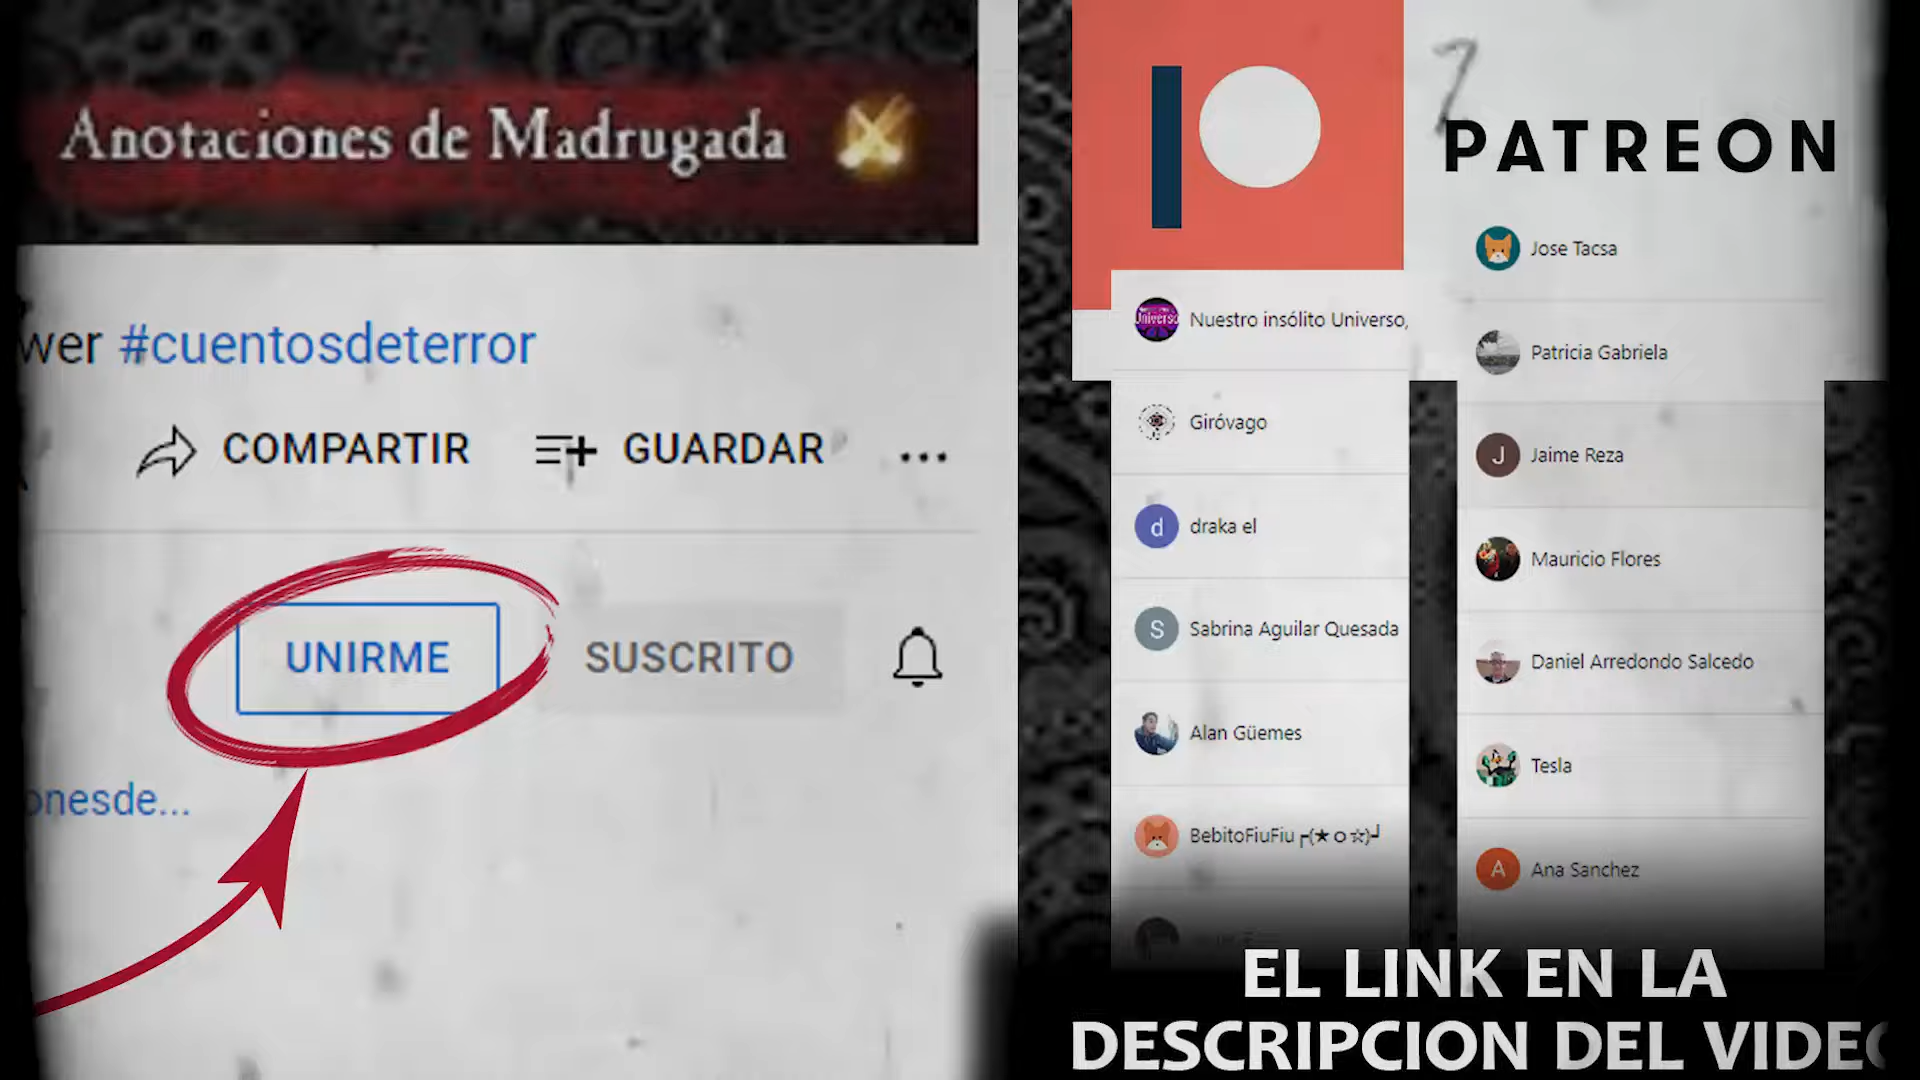 Anotaciones de Madrugada
wer #cuentosdeterror
COMPARTIR
GUARDAR
...
UNIRME
SUSCRITO
onesde...
PATREON
Nuestro insólito Universo,
Giróvago
draka el
S
d
Sabrina Aguilar Quesada
Alan Güemes
BebitoFiuFiu ┌(★o☆)┘
Jose Tacsa
Patricia Gabriela
J
Jaime Reza
Mauricio Flores
Daniel Arredondo Salcedo
Tesla
A
Ana Sanchez
EL LINK EN LA
DESCRIPCION DEL VIDEO